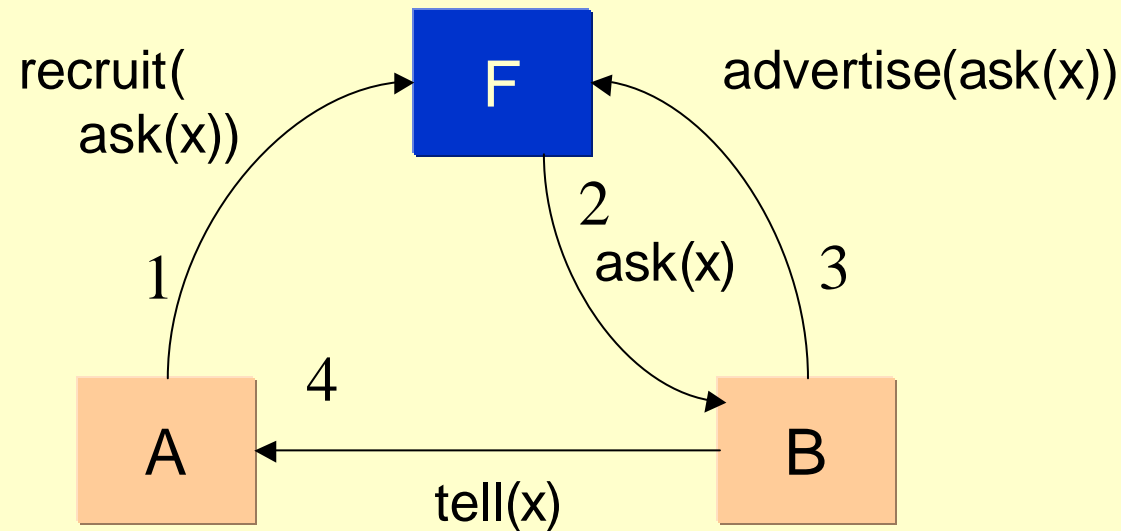 recruit(
ask(x))
F
advertise(ask(x))
2
ask(x)
1
3
4
A
B
tell(x)